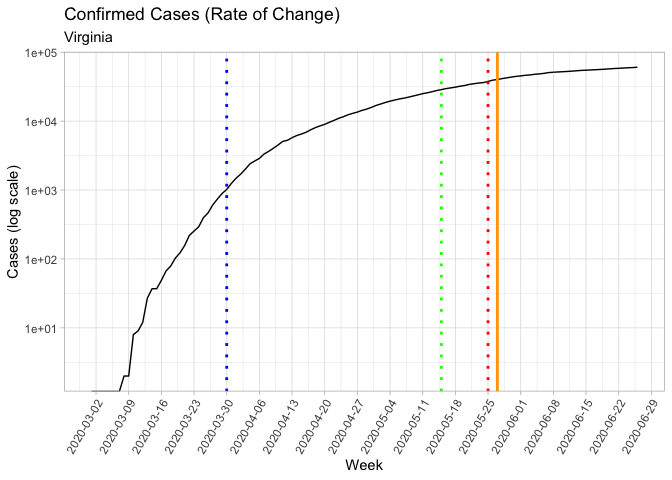 Confirmed Cases (Rate of Change)
Virginia
Cases (log scale)
1e+05
1e+04
1e+03
1e+02
1e+01
2020-03-02
2020-03-09
2020-03-16
2020-03-23
2020-03-30
2020-04-06
2020-04-13
2020-04-20
2020-04-27
2020-05-04
2020-05-11
2020-05-18
2020-05-25
2020-06-01
2020-06-08
2020-06-15
2020-06-22
2020-06-29
Week